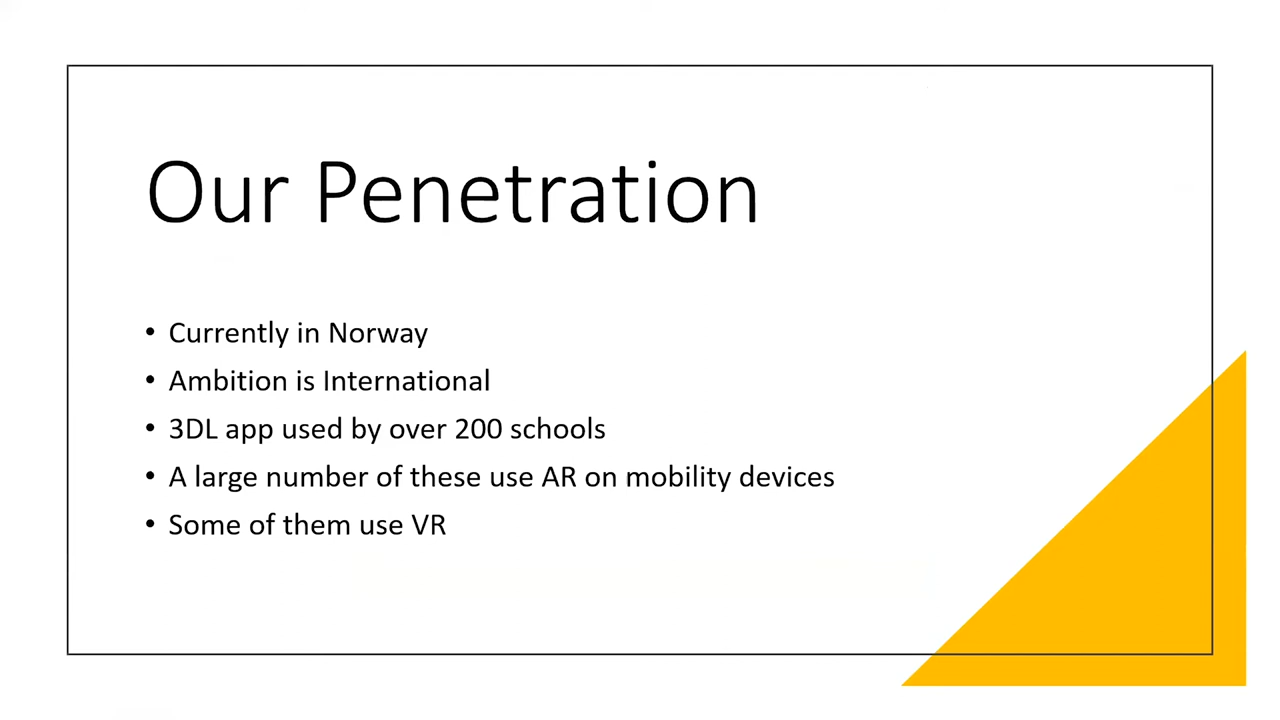 Our Penetration
• Currently in Norway
• Ambition is International
• 3DL app used by over 200 schools
• A large number of these use AR on mobility devices
• Some of them use VR